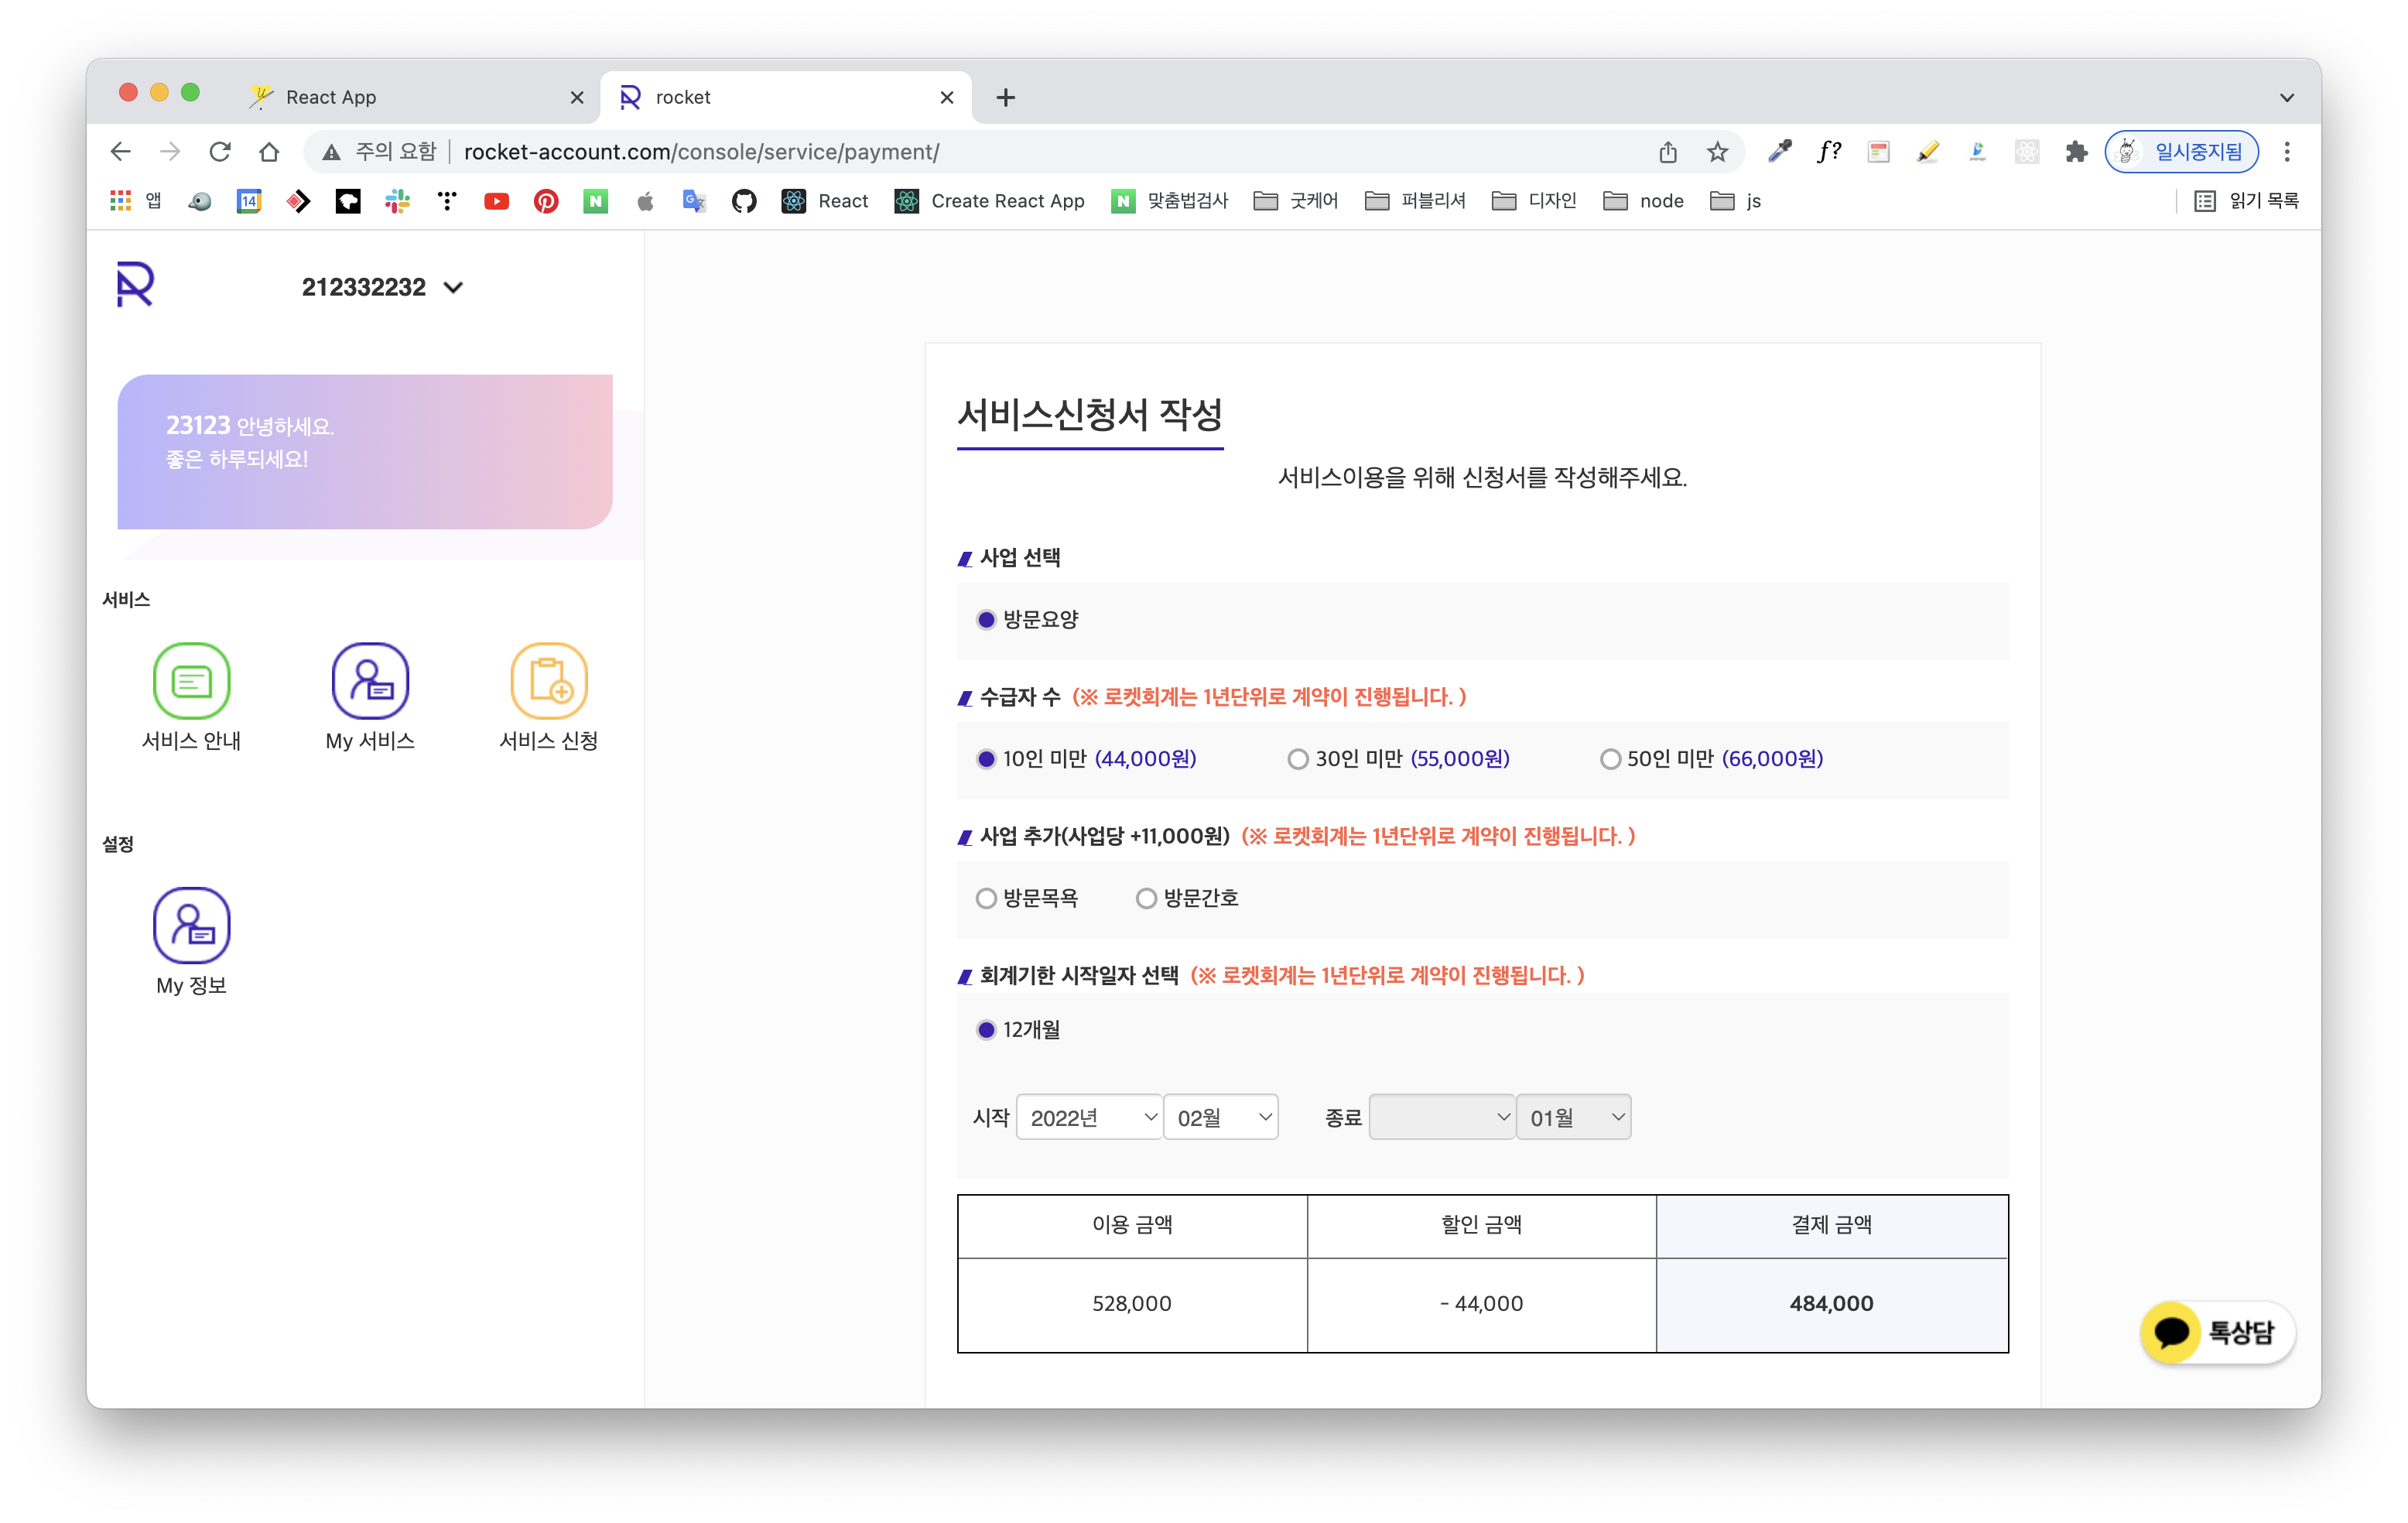 React App
rocket
주의 요함
rocket-account.com/console/service/payment/
f?
일시중지됨
앱
14
React
Create React App
N 맞춤법검사
굿케어
퍼블리셔
디자인
node
js
읽기 목록
212332232
23123 안녕하세요.
좋은 하루되세요!
서비스
서비스 안내
My 서비스
서비스 신청
설정
My 정보
서비스신청서 작성
서비스이용을 위해 신청서를 작성해주세요.
사업 선택
방문요양
수급자 수 (※ 로켓회계는 1년단위로 계약이 진행됩니다. )
10인 미만 (44,000원) 30인 미만 (55,000원) 50인 미만 (66,000원)
사업 추가(사업당 +11,000원) (※ 로켓회계는 1년단위로 계약이 진행됩니다. )
방문목욕 방문간호
회계기한 시작일자 선택 (※ 로켓회계는 1년단위로 계약이 진행됩니다. )
12개월
시작 2022년 02월 종료 01월
이용 금액 할인 금액 결제 금액
528,000 - 44,000 484,000
톡상담